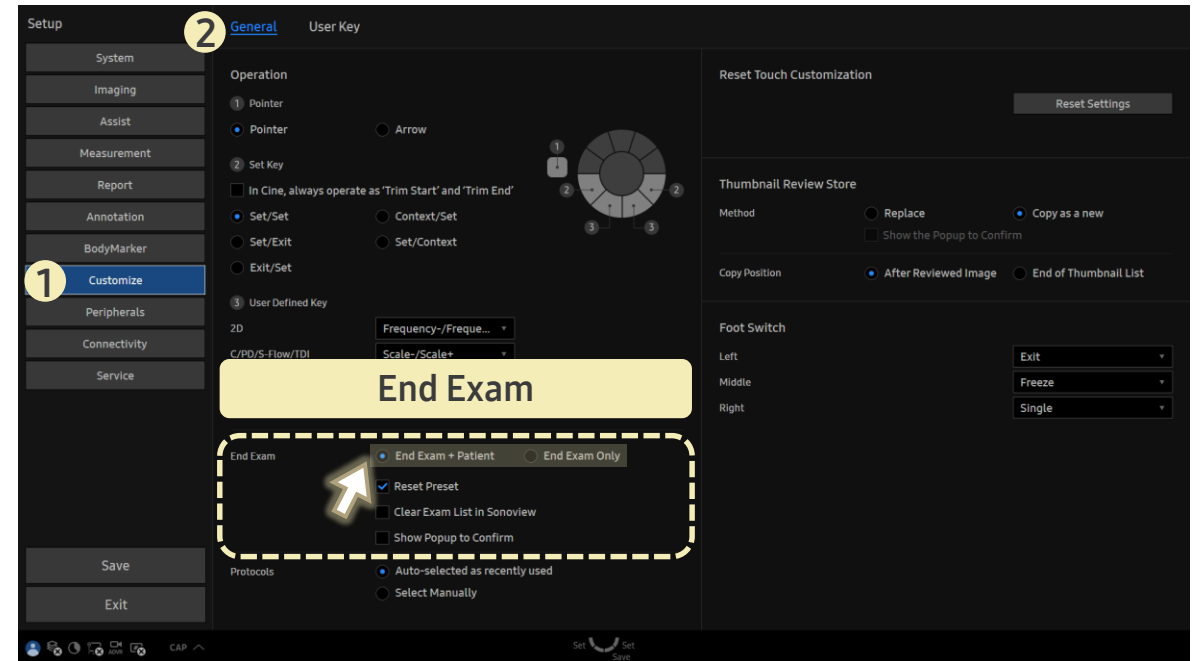 Setup
System
Imaging
Assist
Measurement
Report
Annotation
BodyMarker
1
Customize
Peripherals
Connectivity
Service
Save
Exit
CAP
2
General User Key
Operation
1 Pointer
Pointer Arrow
2 Set Key
In Cine, always operate as 'Trim Start' and 'Trim End'
Set/Set Context/Set
Set/Exit Set/Context
Exit/Set
1
2 2
3 3
3 User Defined Key
2D Frequency-/Freque...
C/PD/S-Flow/TDI Scale-/Scale+
End Exam
End Exam End Exam + Patient End Exam Only
Reset Preset
Clear Exam List in Sonoview
Show Popup to Confirm
Protocols Auto-selected as recently used
Select Manually
Reset Touch Customization
Reset Settings
Thumbnail Review Store
Method Replace Copy as a new
Show the Popup to Confirm
Copy Position After Reviewed Image End of Thumbnail List
Foot Switch
Left Exit
Middle Freeze
Right Single
Set Set
Save